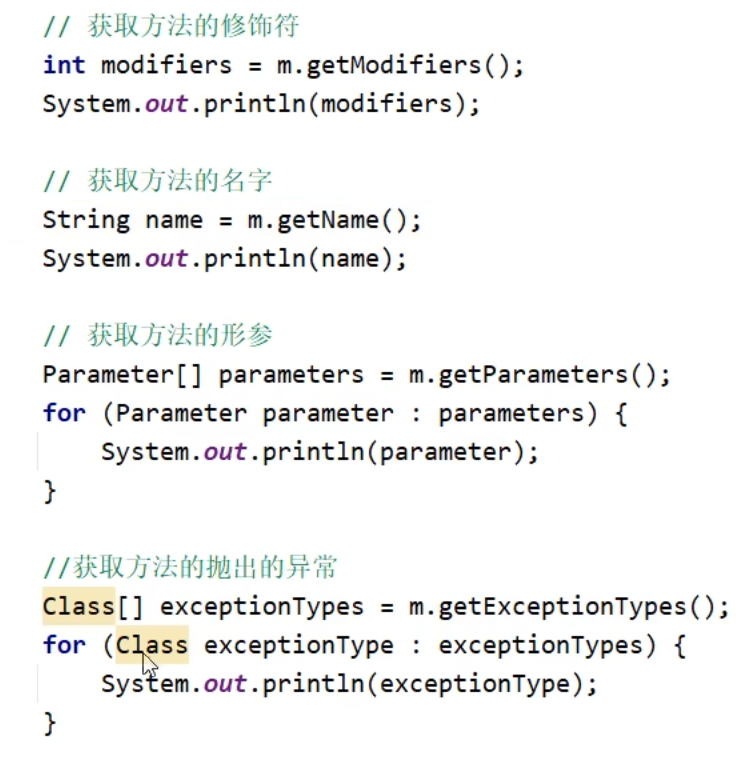 // 获取方法的修饰符
int modifiers = m.getModifiers();
System.out.println(modifiers);
// 获取方法的名字
String name = m.getName();
System.out.println(name);
// 获取方法的形参
Parameter[] parameters = m.getParameters();
for (Parameter parameter : parameters) {
    System.out.println(parameter);
}
//获取方法的抛出的异常
Class[] exceptionTypes = m.getExceptionTypes();
for (Class exceptionType : exceptionTypes) {
    System.out.println(exceptionType);
}